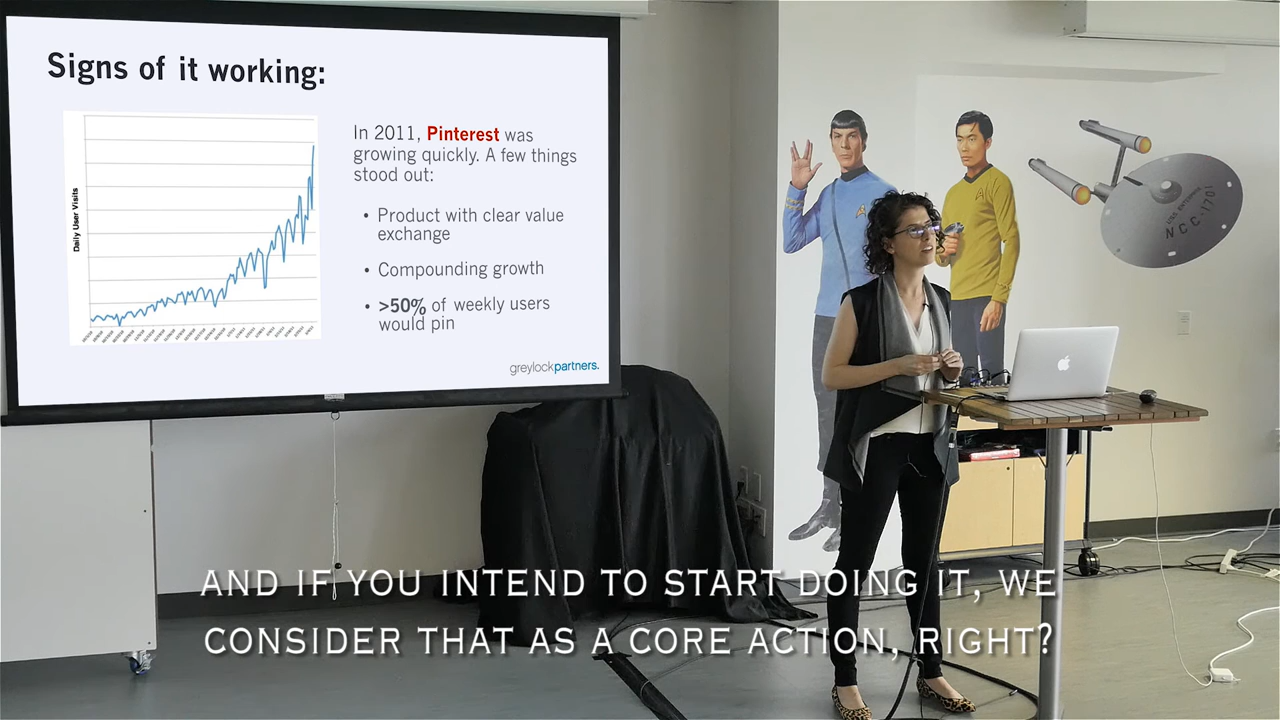 Signs of it working:
Daily User Visits
In 2011, Pinterest was
growing quickly. A few things
stood out:
• Product with clear value
exchange
• Compounding growth
• >50% of weekly users
would pin
greylockpartners.
USS ENTERPRISE
NCC-1701
AND IF YOU INTEND TO START DOING IT, WE
CONSIDER THAT AS A CORE ACTION, RIGHT?